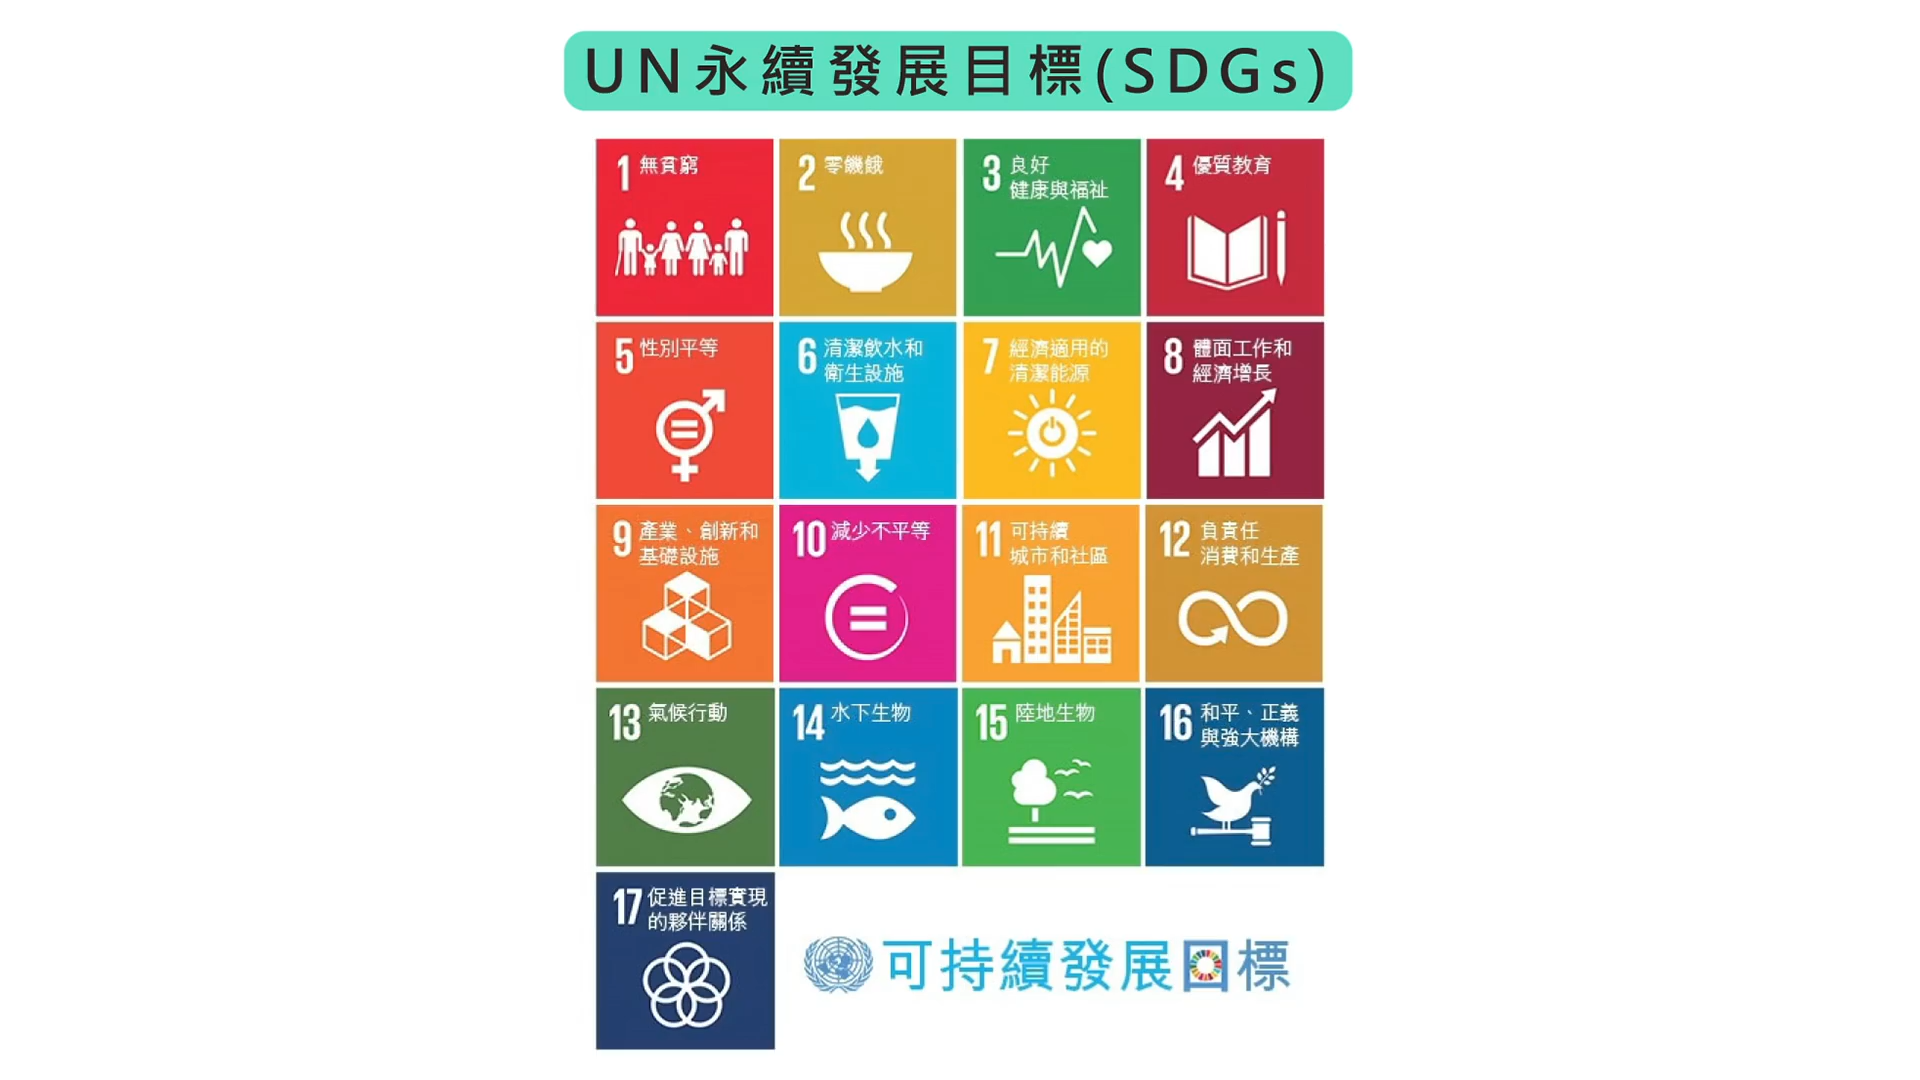 UN永續發展目標(SDGs)
1 無貧窮
2 零饑餓
3 良好
健康與福祉
4 優質教育
5 性別平等
6 清潔飲水和
衛生設施
7 經濟適用的
清潔能源
8 體面工作和
經濟增長
9 產業、創新和
基礎設施
10 減少不平等
11 可持續
城市和社區
12 負責任
消費和生產
13 氣候行動
14 水下生物
15 陸地生物
16 和平、正義
與強大機構
17 促進目標實現
的夥伴關係
可持續發展目標